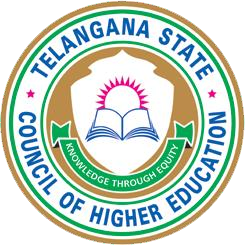 TELANGANA STATE
COUNCIL OF HIGHER EDUCATION
KNOWLEDGE THROUGH EQUITY